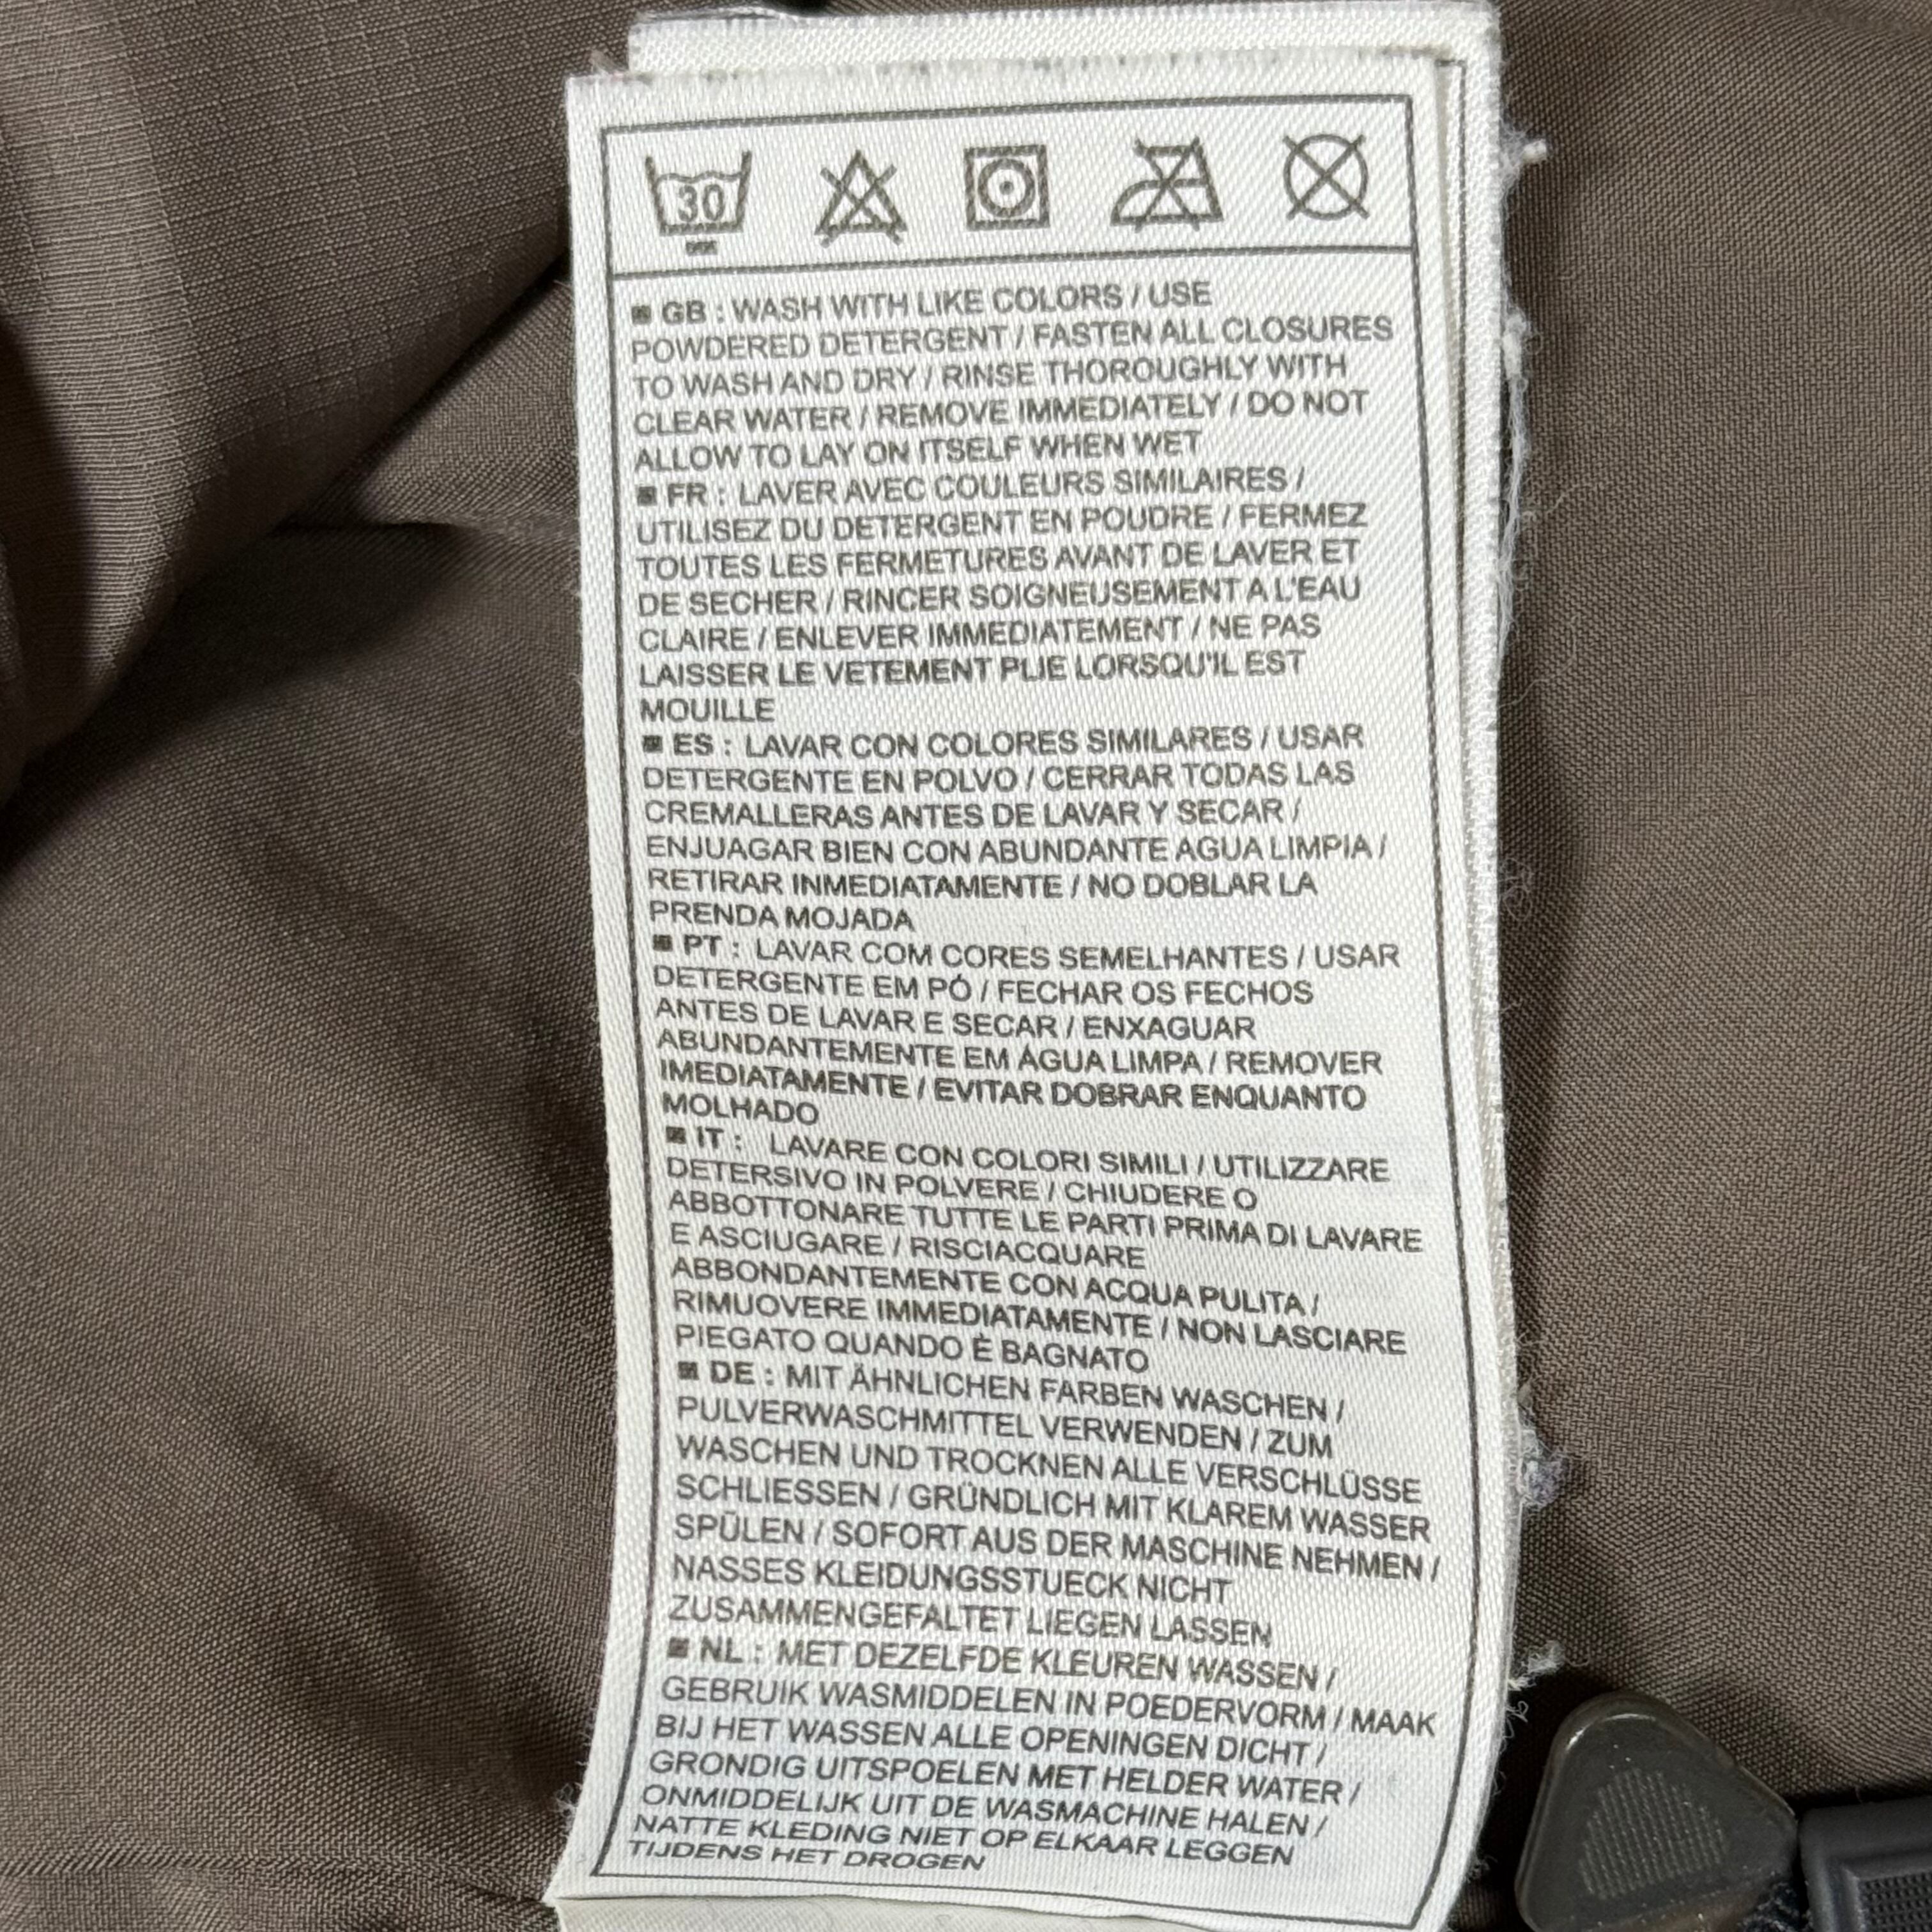 30
■ GB : WASH WITH LIKE COLORS / USE
POWDERED DETERGENT / FASTEN ALL CLOSURES
TO WASH AND DRY / RINSE THOROUGHLY WITH
CLEAR WATER / REMOVE IMMEDIATELY / DO NOT
ALLOW TO LAY ON ITSELF WHEN WET
■ FR : LAVER AVEC COULEURS SIMILAIRES /
UTILISEZ DU DETERGENT EN POUDRE / FERMEZ
TOUTES LES FERMETURES AVANT DE LAVER ET
DE SECHER / RINCER SOIGNEUSEMENT A L'EAU
CLAIRE / ENLEVER IMMEDIATEMENT / NE PAS
LAISSER LE VETEMENT PLIE LORSQU'IL EST
MOUILLE
■ ES : LAVAR CON COLORES SIMILARES / USAR
DETERGENTE EN POLVO / CERRAR TODAS LAS
CREMALLERAS ANTES DE LAVAR Y SECAR /
ENJUAGAR BIEN CON ABUNDANTE AGUA LIMPIA /
RETIRAR INMEDIATAMENTE / NO DOBLAR LA
PRENDA MOJADA
■ PT : LAVAR COM CORES SEMELHANTES / USAR
DETERGENTE EM PÓ / FECHAR OS FECHOS
ANTES DE LAVAR E SECAR / ENXAGUAR
ABUNDANTEMENTE EM ÁGUA LIMPA / REMOVER
IMEDIATAMENTE / EVITAR DOBRAR ENQUANTO
MOLHADO
■ IT : LAVARE CON COLORI SIMILI / UTILIZZARE
DETERSIVO IN POLVERE / CHIUDERE O
ABBOTTONARE TUTTE LE PARTI PRIMA DI LAVARE
E ASCIUGARE / RISCIACQUARE
ABBONDANTEMENTE CON ACQUA PULITA /
RIMUOVERE IMMEDIATAMENTE / NON LASCIARE
PIEGATO QUANDO È BAGNATO
■ DE : MIT ÄHNLICHEN FARBEN WASCHEN /
PULVERWASCHMITTEL VERWENDEN / ZUM
WASCHEN UND TROCKNEN ALLE VERSCHLÜSSE
SCHLIESSEN / GRÜNDLICH MIT KLAREM WASSER
SPÜLEN / SOFORT AUS DER MASCHINE NEHMEN /
NASSES KLEIDUNGSSTUECK NICHT
ZUSAMMENGEFALTET LIEGEN LASSEN
■ NL : MET DEZELFDE KLEUREN WASSEN /
GEBRUIK WASMIDDELEN IN POEDERVORM / MAAK
BIJ HET WASSEN ALLE OPENINGEN DICHT /
GRONDIG UITSPOELEN MET HELDER WATER /
ONMIDDELIJK UIT DE WASMACHINE HALEN /
NATTE KLEDING NIET OP ELKAAR LEGGEN
TIJDENS HET DROGEN